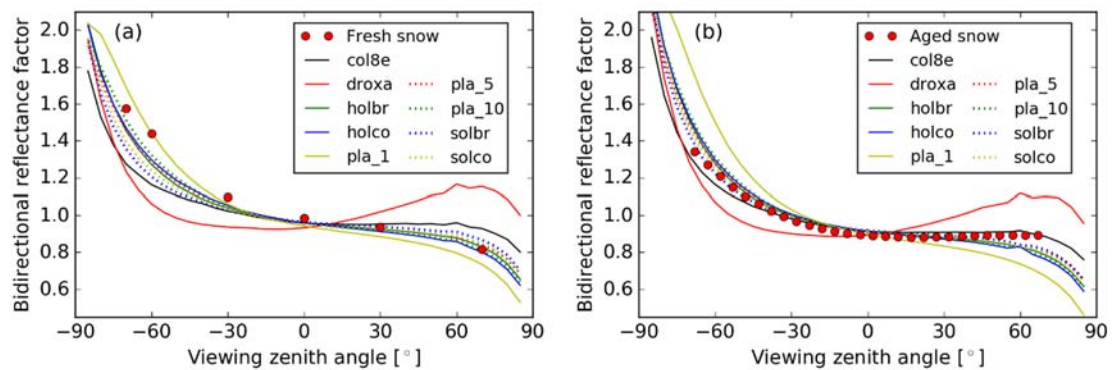 Bidirectional reflectance factor
2.0
1.8
1.6
1.4
1.2
1.0
0.8
0.6
(a)
Fresh snow
col8e
droxa
holbr
holco
pla_1
pla_5
pla_10
solbr
solco
−90
−60
−30
0
30
60
90
Viewing zenith angle [°]
Bidirectional reflectance factor
2.0
1.8
1.6
1.4
1.2
1.0
0.8
0.6
(b)
Aged snow
col8e
droxa
holbr
holco
pla_1
pla_5
pla_10
solbr
solco
−90
−60
−30
0
30
60
90
Viewing zenith angle [°]